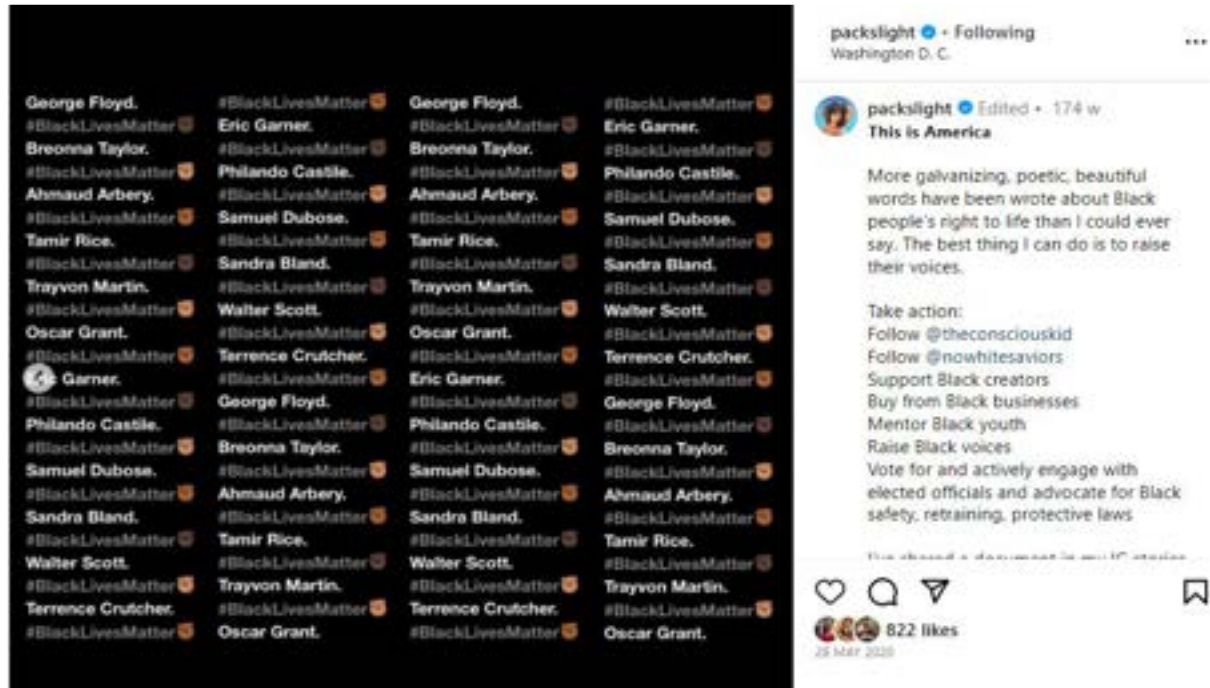 George Floyd.
#BlackLivesMatter
Breonna Taylor.
#BlackLivesMatter
Ahmaud Arbery.
#BlackLivesMatter
Tamir Rice.
#BlackLivesMatter
Trayvon Martin.
#BlackLivesMatter
Oscar Grant.
#BlackLivesMatter
Garner.
#BlackLivesMatter
Philando Castile.
#BlackLivesMatter
Samuel Dubose.
#BlackLivesMatter
Sandra Bland.
#BlackLivesMatter
Walter Scott.
#BlackLivesMatter
Terrence Crutcher.
#BlackLivesMatter
#BlackLivesMatter
Eric Garner.
#BlackLivesMatter
Philando Castile.
#BlackLivesMatter
Samuel Dubose.
#BlackLivesMatter
Sandra Bland.
#BlackLivesMatter
Walter Scott.
#BlackLivesMatter
Terrence Crutcher.
#BlackLivesMatter
George Floyd.
#BlackLivesMatter
Breonna Taylor.
#BlackLivesMatter
Ahmaud Arbery.
#BlackLivesMatter
Tamir Rice.
#BlackLivesMatter
Trayvon Martin.
#BlackLivesMatter
Oscar Grant.
George Floyd.
#BlackLivesMatter
Breonna Taylor.
#BlackLivesMatter
Ahmaud Arbery.
#BlackLivesMatter
Tamir Rice.
#BlackLivesMatter
Trayvon Martin.
#BlackLivesMatter
Oscar Grant.
#BlackLivesMatter
Eric Garner.
#BlackLivesMatter
Philando Castile.
#BlackLivesMatter
Samuel Dubose.
#BlackLivesMatter
Sandra Bland.
#BlackLivesMatter
Walter Scott.
#BlackLivesMatter
Terrence Crutcher.
#BlackLivesMatter
#BlackLivesMatter
Eric Garner.
#BlackLivesMatter
Philando Castile.
#BlackLivesMatter
Samuel Dubose.
#BlackLivesMatter
Sandra Bland.
#BlackLivesMatter
Walter Scott.
#BlackLivesMatter
Terrence Crutcher.
#BlackLivesMatter
George Floyd.
#BlackLivesMatter
Breonna Taylor.
#BlackLivesMatter
Ahmaud Arbery.
#BlackLivesMatter
Tamir Rice.
#BlackLivesMatter
Trayvon Martin.
#BlackLivesMatter
Oscar Grant.
packslight • Following
Washington D. C.
packslight Edited • 174 w
This is America
More galvanizing, poetic, beautiful
words have been wrote about Black
people's right to life than I could ever
say. The best thing I can do is to raise
their voices.
Take action:
Follow @theconsciouskid
Follow @nowhitesaviors
Support Black creators
Buy from Black businesses
Mentor Black youth
Raise Black voices
Vote for and actively engage with
elected officials and advocate for Black
safety, retraining, protective laws
I've shared a document in my IG stories
822 likes
28 MAY 2020